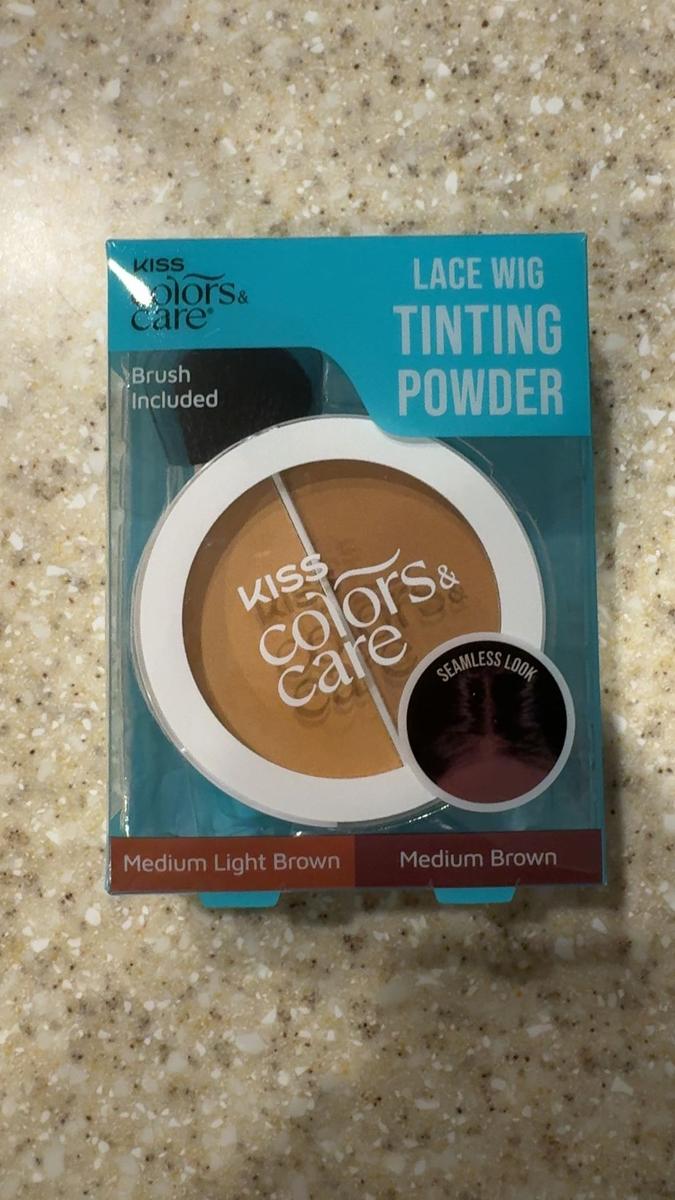 KISS
colors &
care®
LACE WIG
TINTING
POWDER
Brush
Included
KISS
colors &
care
SEAMLESS LOOK
Medium Light Brown
Medium Brown